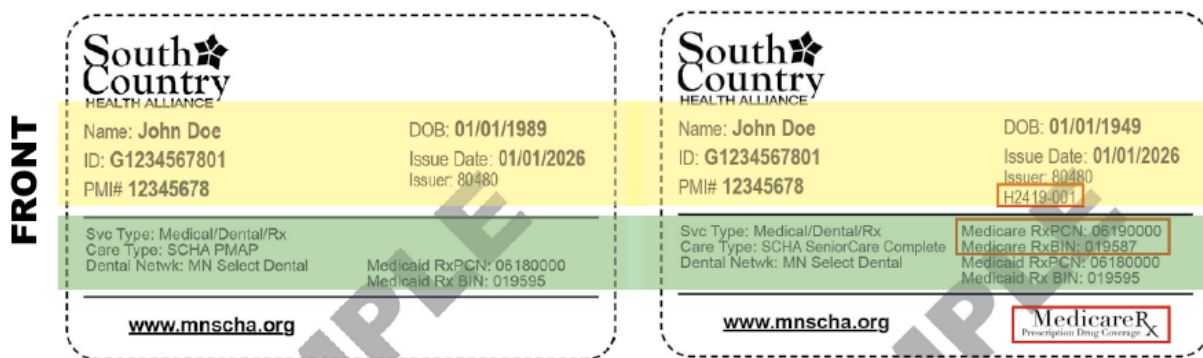 FRONT
South
Country
HEALTH ALLIANCE
Name: John Doe
DOB: 01/01/1989
ID: G1234567801
Issue Date: 01/01/2026
Issuer: 80480
PMI# 12345678
Svc Type: Medical/Dental/Rx
Care Type: SCHA PMAP
Dental Netwk: MN Select Dental
Medicaid RxPCN: 06180000
Medicaid Rx BIN: 019595
www.mnscha.org
MPLE
South
Country
HEALTH ALLIANCE
Name: John Doe
DOB: 01/01/1949
ID: G1234567801
Issue Date: 01/01/2026
Issuer: 80480
PMI# 12345678
H2419-001
Svc Type: Medical/Dental/Rx
Medicare RxPCN: 06190000
Care Type: SCHA SeniorCare Complete
Medicare RxBIN: 019587
Dental Netwk: MN Select Dental
Medicaid RxPCN: 06180000
Medicaid Rx BIN: 019595
www.mnscha.org
MedicareRx
Prescription Drug Coverage
MPLE